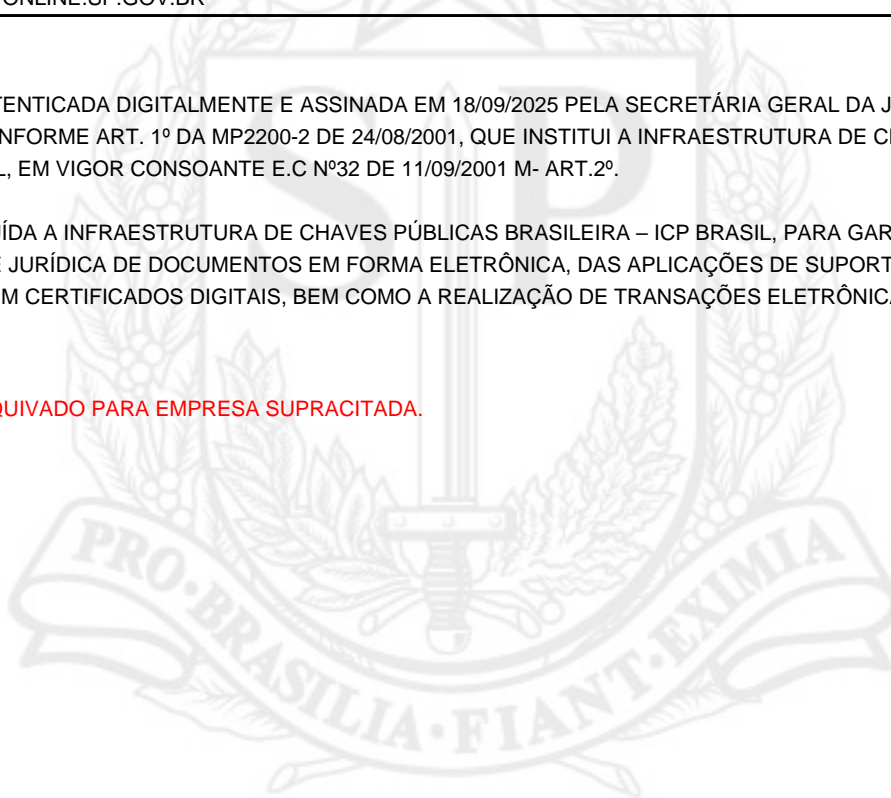 ONLINE.SP.GOV.BR
TENTICADA DIGITALMENTE E ASSINADA EM 18/09/2025 PELA SECRETÁRIA GERAL DA J
NFORME ART. 1º DA MP2200-2 DE 24/08/2001, QUE INSTITUI A INFRAESTRUTURA DE C
L, EM VIGOR CONSOANTE E.C Nº32 DE 11/09/2001 M- ART.2º.
UÍDA A INFRAESTRUTURA DE CHAVES PÚBLICAS BRASILEIRA – ICP BRASIL, PARA GAR
E JURÍDICA DE DOCUMENTOS EM FORMA ELETRÔNICA, DAS APLICAÇÕES DE SUPORT
M CERTIFICADOS DIGITAIS, BEM COMO A REALIZAÇÃO DE TRANSAÇÕES ELETRÔNICA
QUIVADO PARA EMPRESA SUPRACITADA.
SP
PRO·BRASILIA·FIANT·EXIMIA